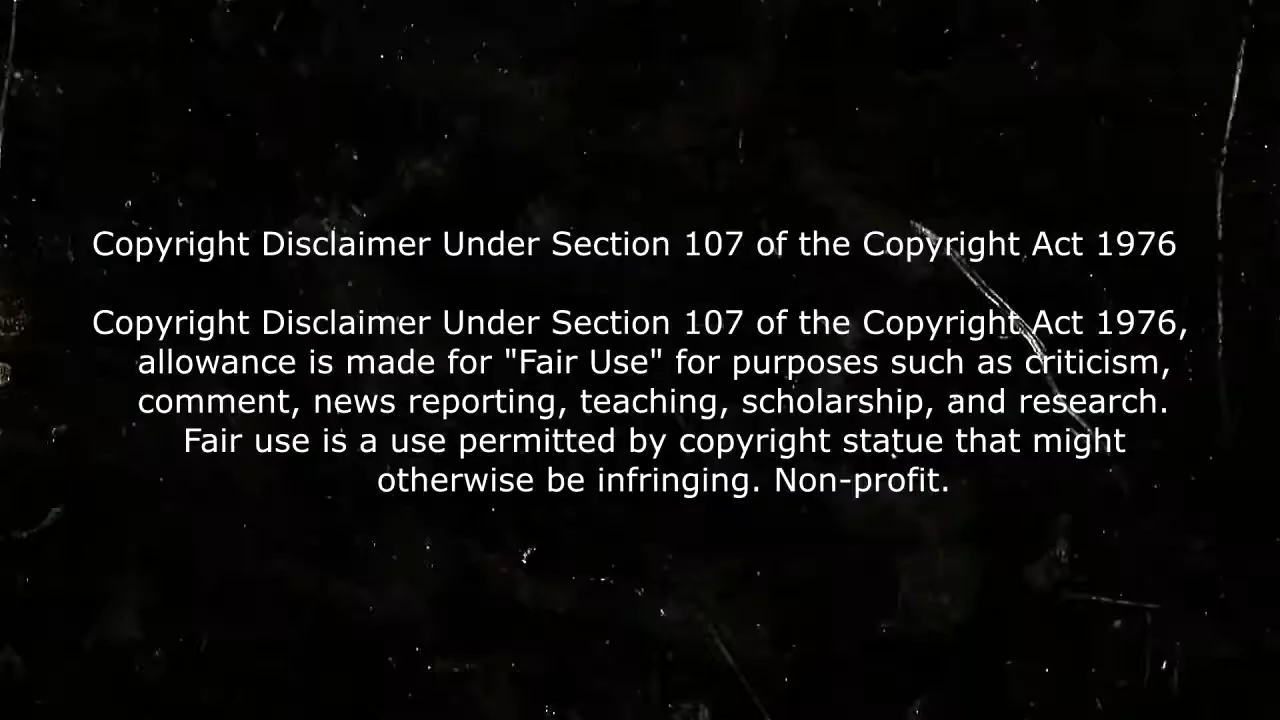 Copyright Disclaimer Under Section 107 of the Copyright Act 1976
Copyright Disclaimer Under Section 107 of the Copyright Act 1976,
allowance is made for "Fair Use" for purposes such as criticism,
comment, news reporting, teaching, scholarship, and research.
Fair use is a use permitted by copyright statue that might
otherwise be infringing. Non-profit.